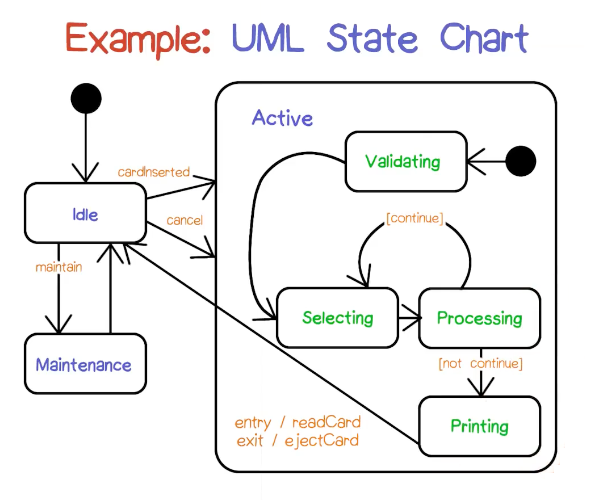 Example: UML State Chart
Active
Validating
cardInserted
Idle
cancel
[continue]
maintain
Selecting
Processing
Maintenance
[not continue]
entry / readCard
exit / ejectCard
Printing